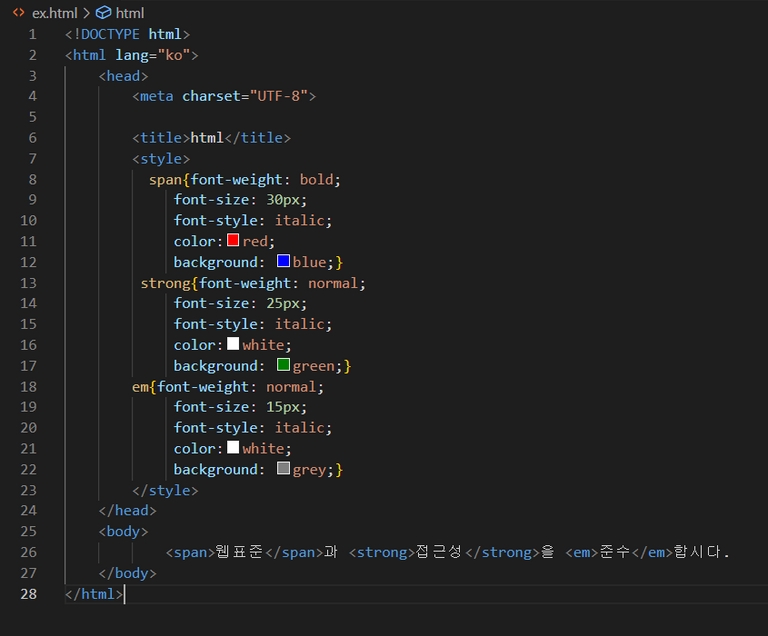 ex.html > html
1 <!DOCTYPE html>
2 <html lang="ko">
3 <head>
4 <meta charset="UTF-8">
5
6 <title>html</title>
7 <style>
8 span{font-weight: bold;
9 font-size: 30px;
10 font-style: italic;
11 color:red;
12 background: blue;}
13 strong{font-weight: normal;
14 font-size: 25px;
15 font-style: italic;
16 color:white;
17 background: green;}
18 em{font-weight: normal;
19 font-size: 15px;
20 font-style: italic;
21 color:white;
22 background: grey;}
23 </style>
24 </head>
25 <body>
26 <span>웹표준</span>과 <strong>접근성</strong>을 <em>준수</em>합시다.
27 </body>
28 </html>